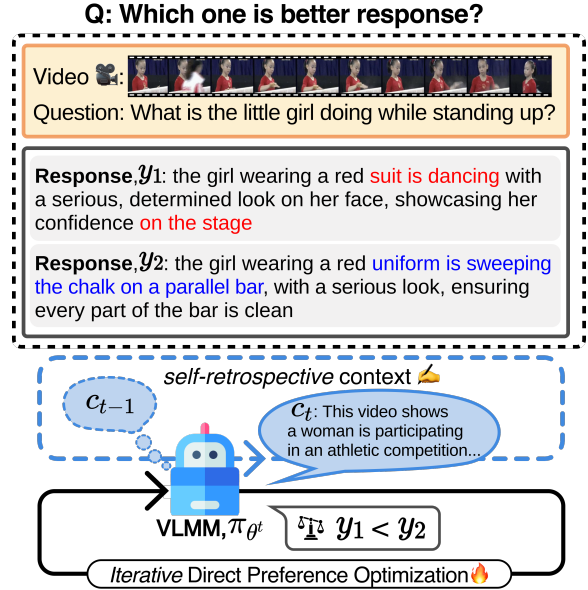 Q: Which one is better response?
Video 🎥:
Question: What is the little girl doing while standing up?
Response, y1: the girl wearing a red suit is dancing with
a serious, determined look on her face, showcasing her
confidence on the stage
Response, y2: the girl wearing a red uniform is sweeping
the chalk on a parallel bar, with a serious look, ensuring
every part of the bar is clean
self-retrospective context ✍️
c_{t−1}
c_t: This video shows
a woman is participating
in an athletic competition...
VLMM, π_{θ^t}
y1 < y2
Iterative Direct Preference Optimization🔥